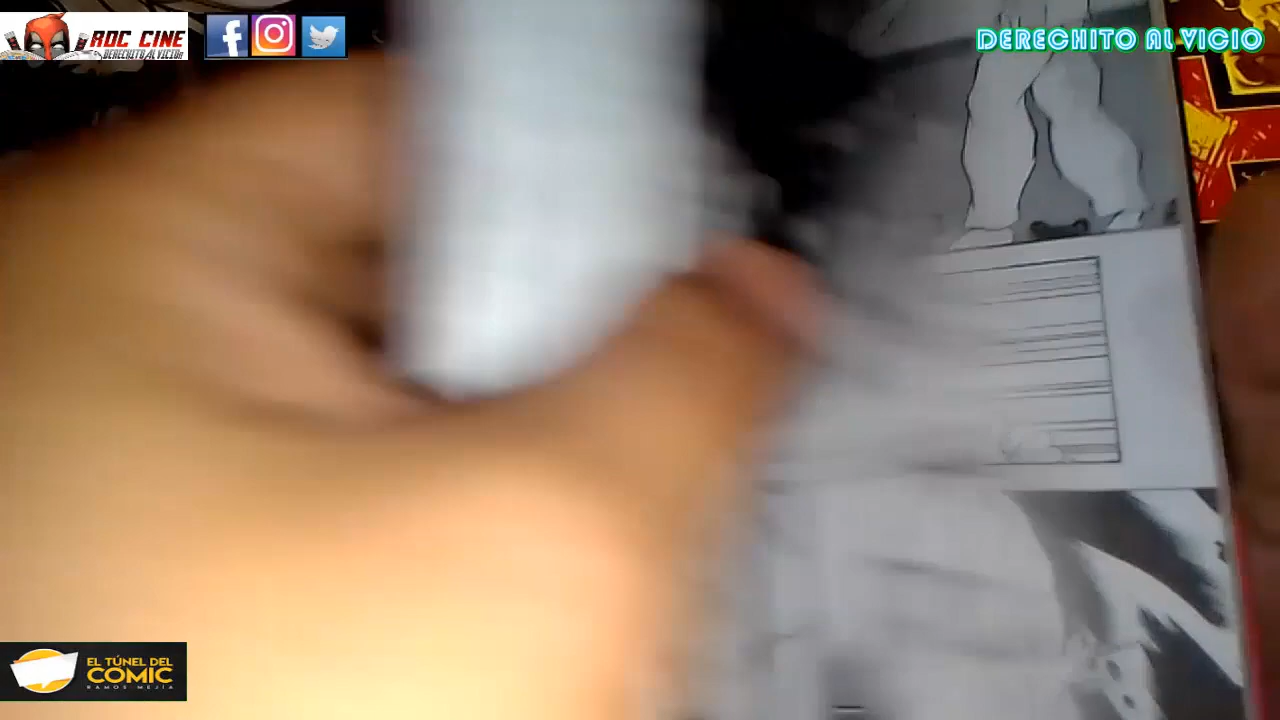 ROC CINE
DERECHITO AL VICIO
DERECHITO AL VICIO
EL TÚNEL DEL
COMIC
RAMOS MEJÍA